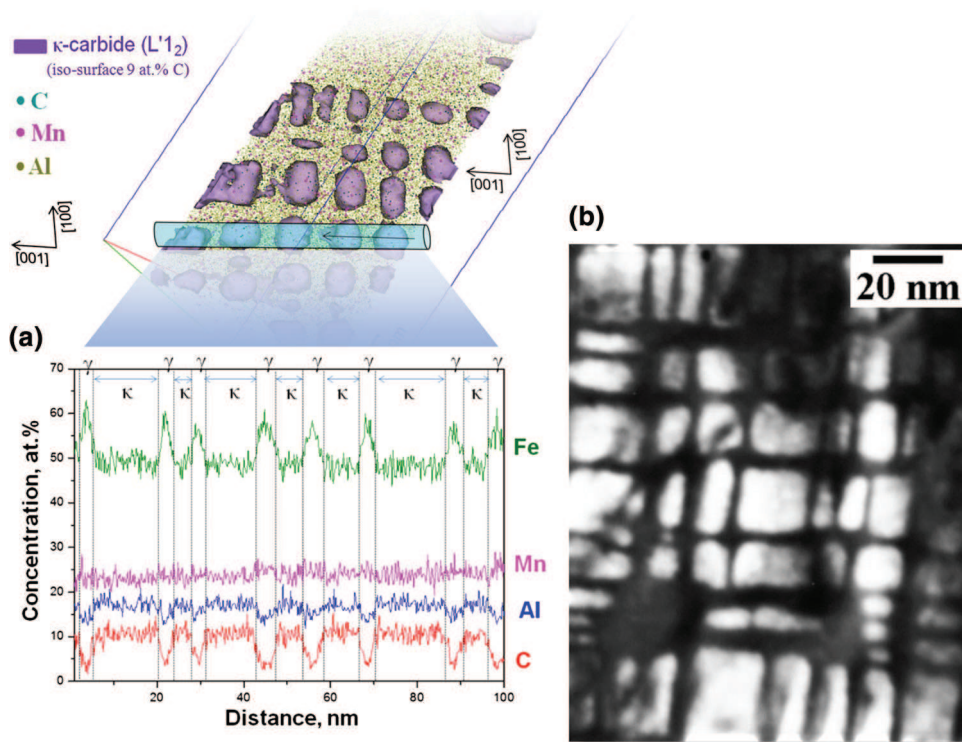 κ-carbide (L'1₂)
(iso-surface 9 at.% C)
C
Mn
Al
[100]
[001]
[001]
[100]
(b)
20 nm
(a)
γ γ γ γ γ γ γ γ
κ κ κ κ κ κ κ κ
70
60
50
40
30
20
10
0
Concentration, at.%
Fe
Mn
Al
C
20 40 60 80 100
Distance, nm